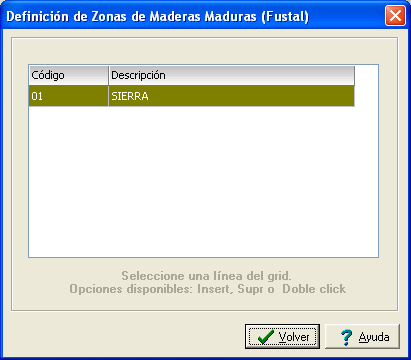 Definición de Zonas de Maderas Maduras (Fustal)
Código Descripción
01 SIERRA
Seleccione una línea del grid.
Opciones disponibles: Insert, Supr o Doble click
Volver Ayuda